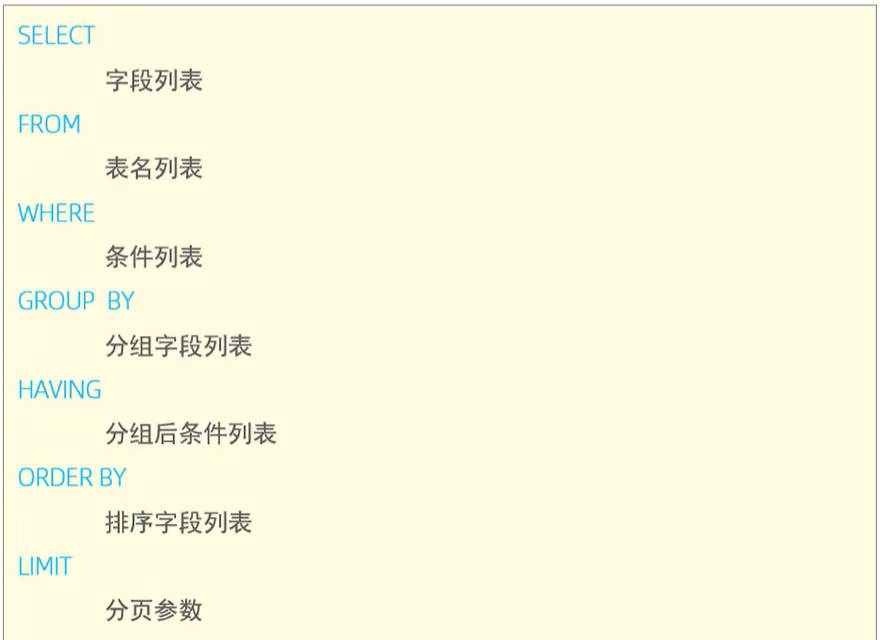 SELECT
字段列表
FROM
表名列表
WHERE
条件列表
GROUP BY
分组字段列表
HAVING
分组后条件列表
ORDER BY
排序字段列表
LIMIT
分页参数